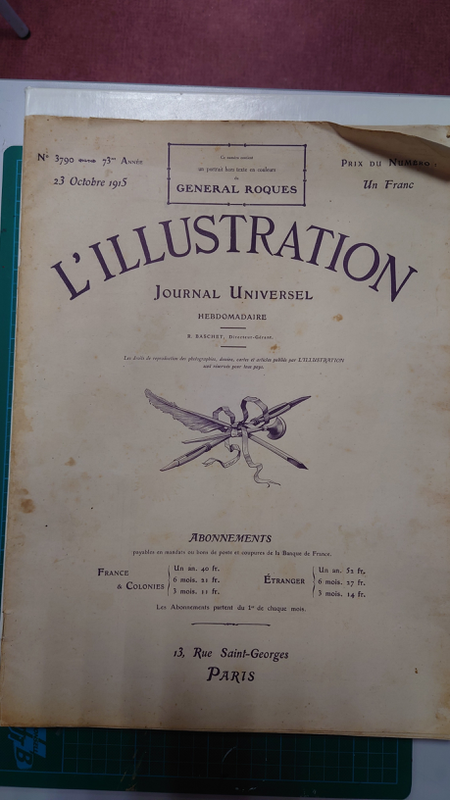 N° 3790 73me Année
23 Octobre 1915
Ce numéro contient
un portrait hors texte en couleurs
du
GENERAL ROQUES
Prix du Numéro :
Un Franc
L'ILLUSTRATION
Journal Universel
HEBDOMADAIRE
R. BASCHET, Directeur-Gérant.
Les droits de reproduction des photographies, dessins, cartes et articles publiés par L'ILLUSTRATION
sont réservés pour tous pays.
ABONNEMENTS
payables en mandats ou bons de poste et coupures de la Banque de France.
France
& Colonies
Un an. 40 fr.
6 mois. 21 fr.
3 mois. 11 fr.
Étranger
Un an. 52 fr.
6 mois. 27 fr.
3 mois. 14 fr.
Les Abonnements partent du 1er de chaque mois.
13, Rue Saint-Georges
Paris